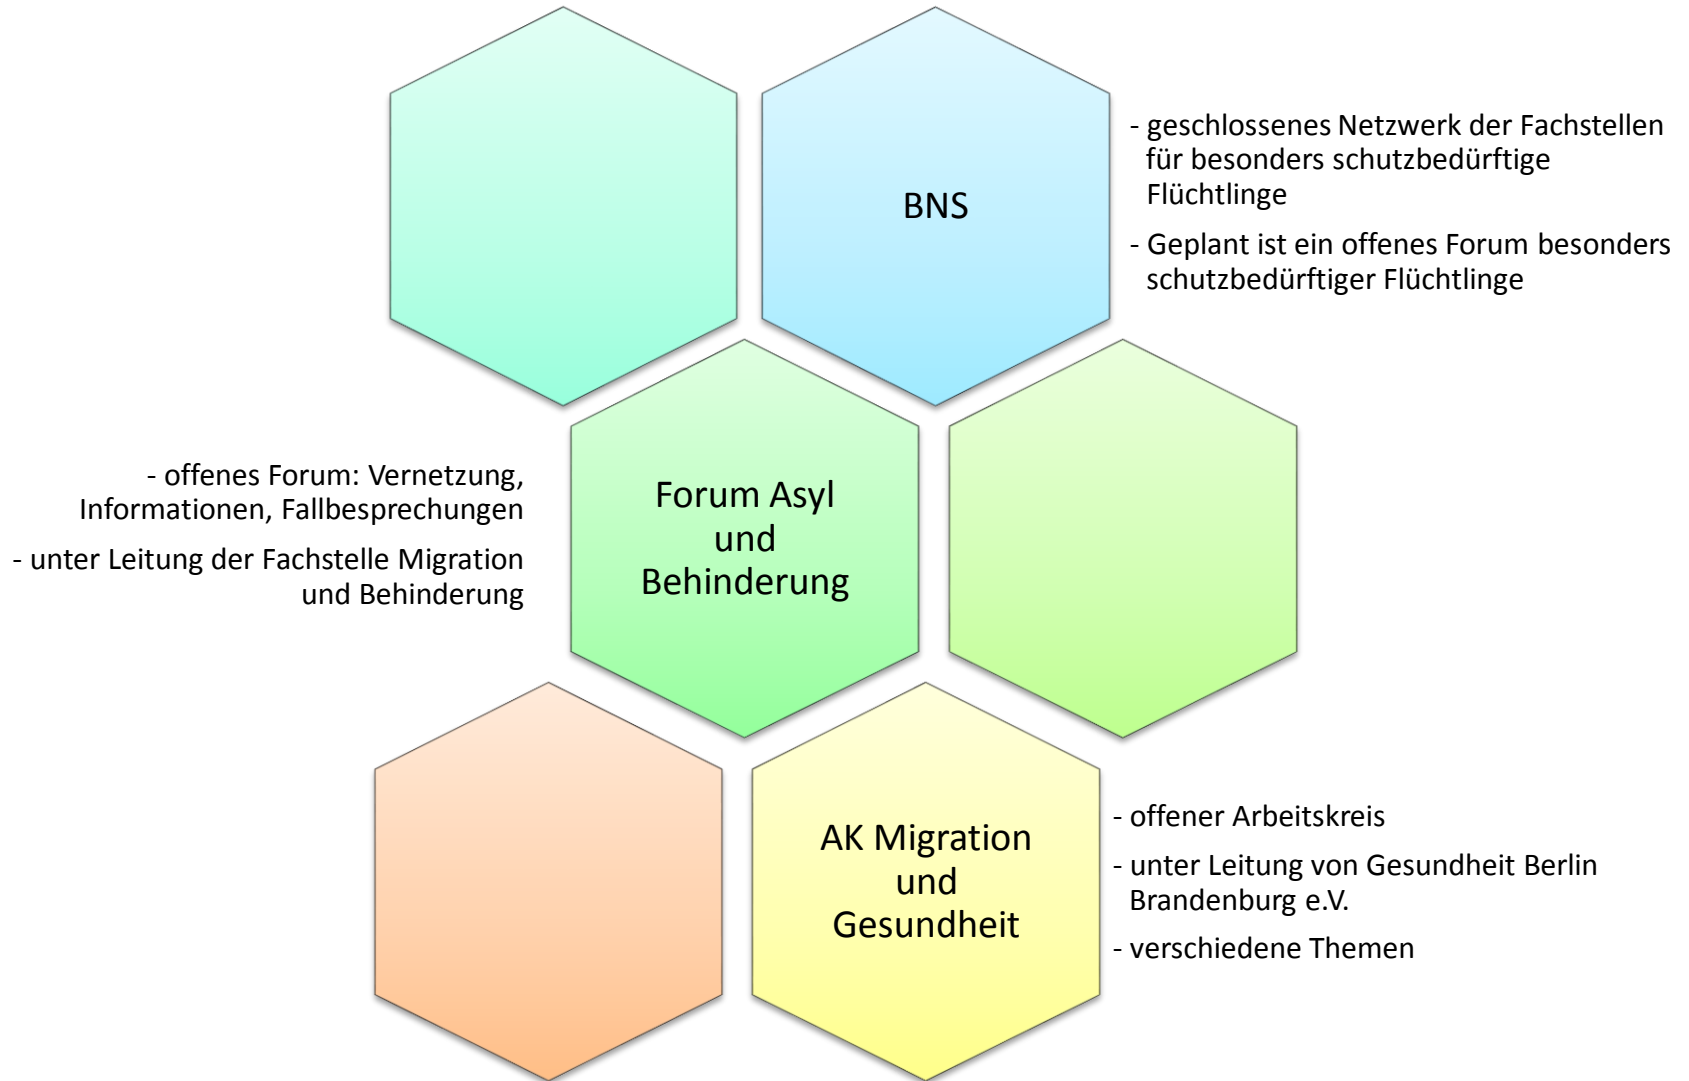 BNS
- geschlossenes Netzwerk der Fachstellen
für besonders schutzbedürftige
Flüchtlinge
- Geplant ist ein offenes Forum besonders
schutzbedürftiger Flüchtlinge
- offenes Forum: Vernetzung,
Informationen, Fallbesprechungen
- unter Leitung der Fachstelle Migration
und Behinderung
Forum Asyl
und
Behinderung
AK Migration
und
Gesundheit
- offener Arbeitskreis
- unter Leitung von Gesundheit Berlin
Brandenburg e.V.
- verschiedene Themen